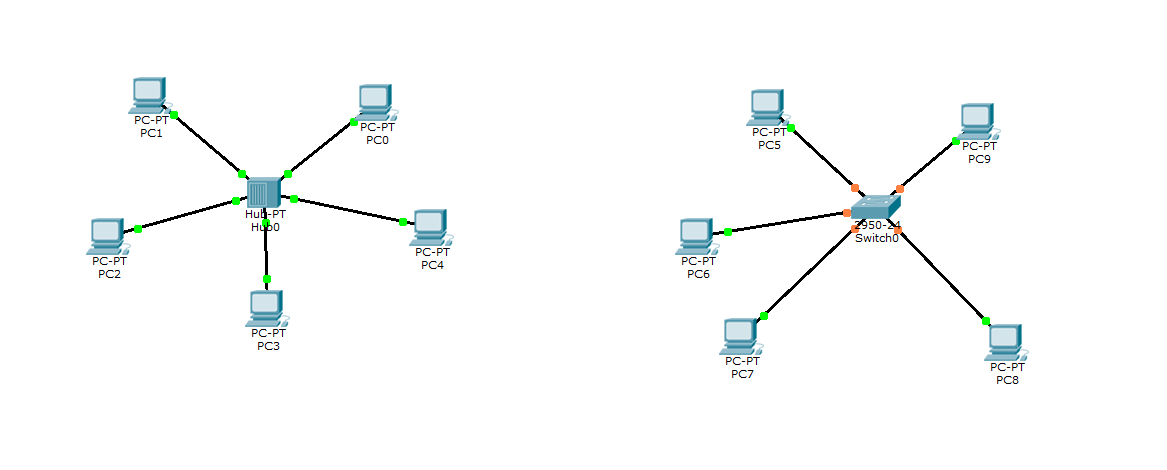 PC-PT
PC1
PC-PT
PC0
Hub-PT
Hub0
PC-PT
PC2
PC-PT
PC4
PC-PT
PC3
PC-PT
PC5
PC-PT
PC9
2950-24
Switch0
PC-PT
PC6
PC-PT
PC7
PC-PT
PC8